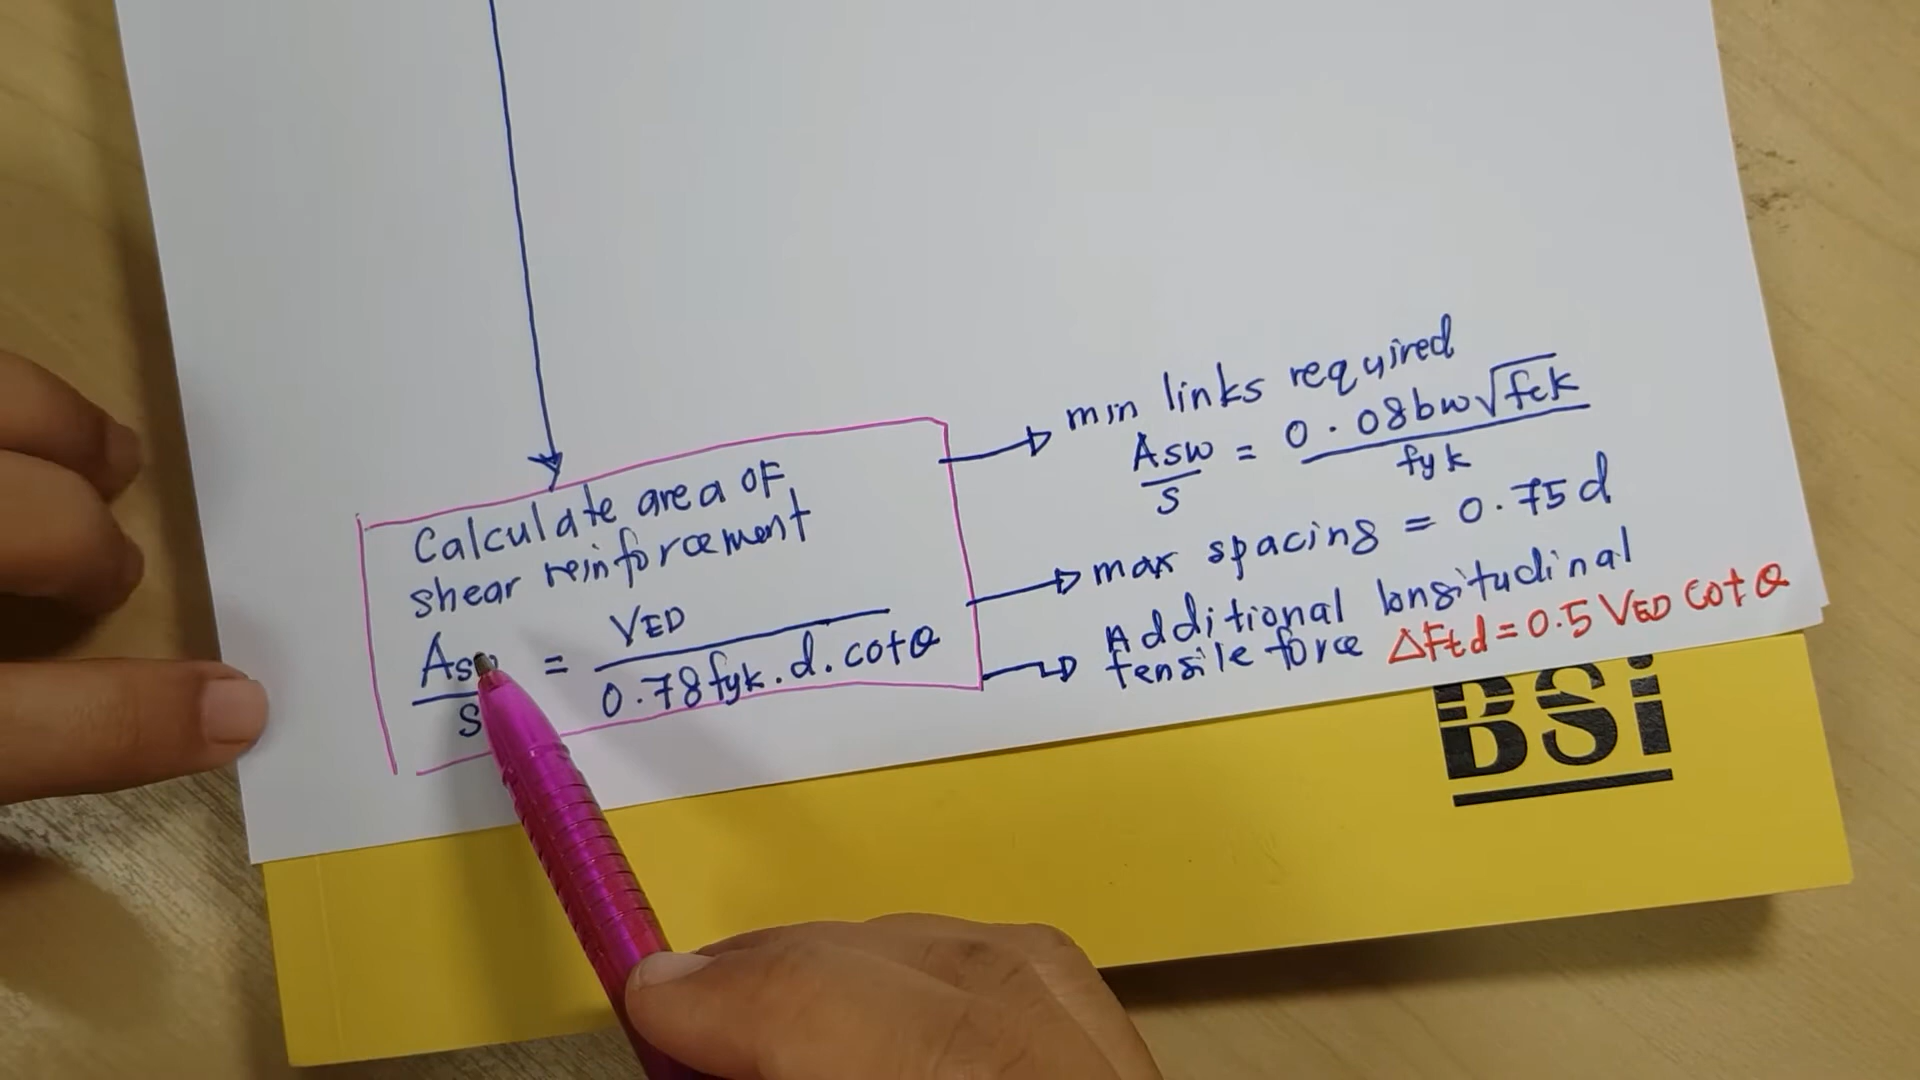 Calculate area of
shear reinforcement
Asw/s = VED / 0.78fyk.d.cotθ
min links required
Asw/s = 0.08bw√fck / fyk
max spacing = 0.75d
Additional longitudinal
tensile force ΔFtd = 0.5 VED cot θ
BSi